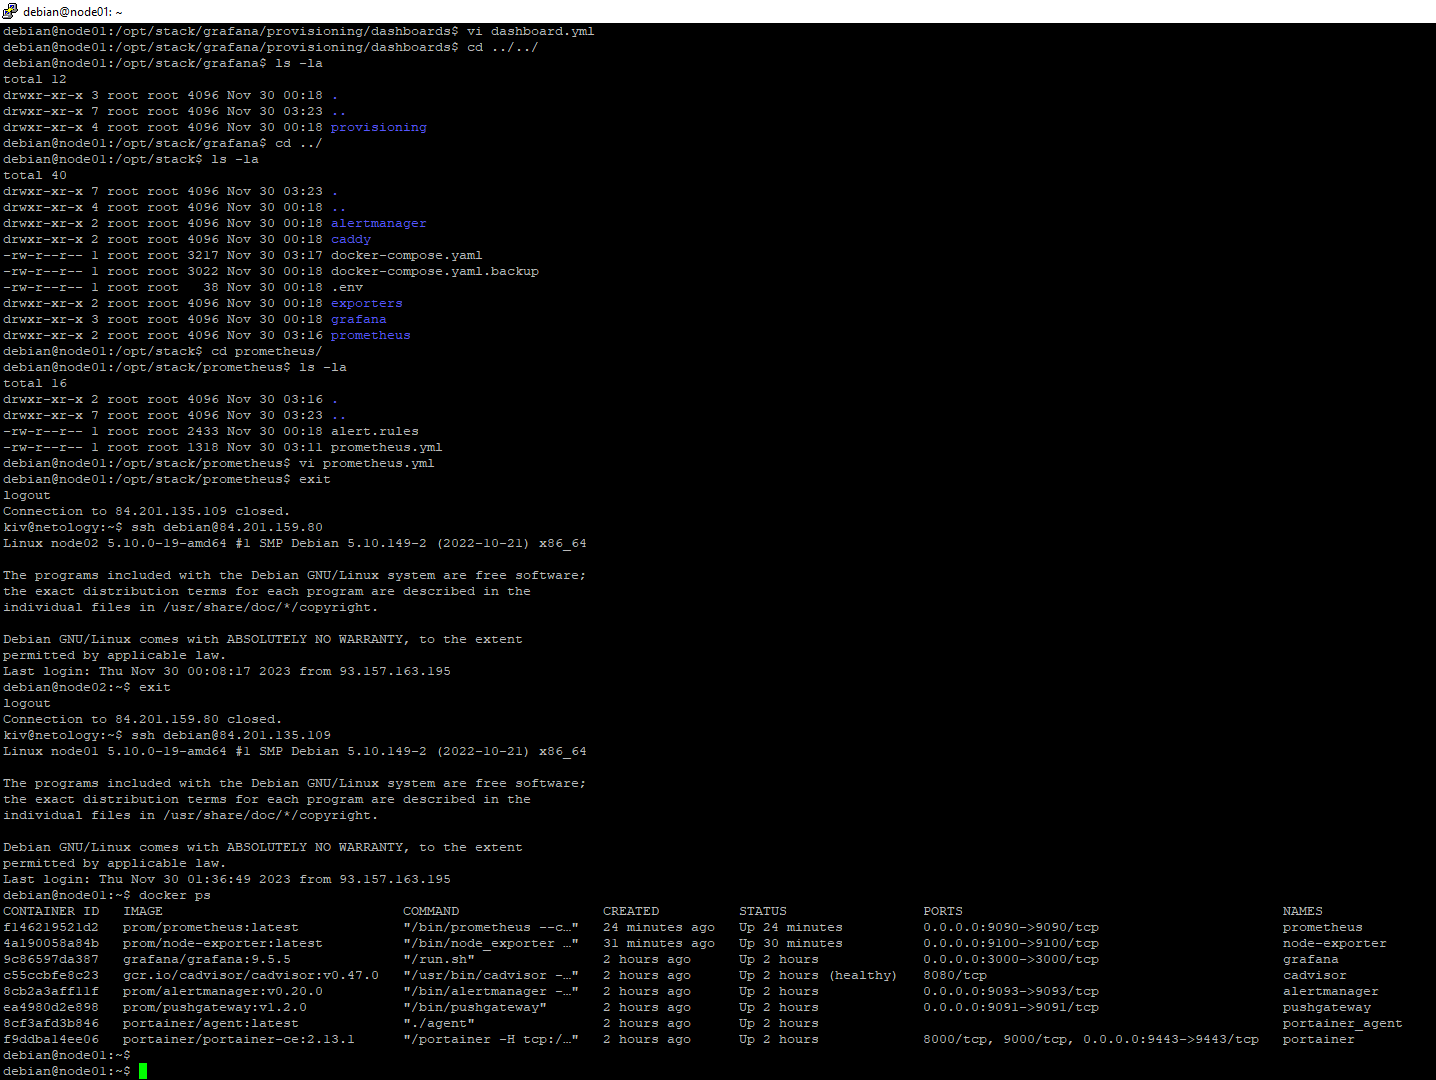 debian@node01: ~
debian@node01:/opt/stack/grafana/provisioning/dashboards$ vi dashboard.yml
debian@node01:/opt/stack/grafana/provisioning/dashboards$ cd ../../
debian@node01:/opt/stack/grafana$ ls -la
total 12
drwxr-xr-x 3 root root 4096 Nov 30 00:18 .
drwxr-xr-x 7 root root 4096 Nov 30 03:23 ..
drwxr-xr-x 4 root root 4096 Nov 30 00:18 provisioning
debian@node01:/opt/stack/grafana$ cd ../
debian@node01:/opt/stack$ ls -la
total 40
drwxr-xr-x 7 root root 4096 Nov 30 03:23 .
drwxr-xr-x 4 root root 4096 Nov 30 00:18 ..
drwxr-xr-x 2 root root 4096 Nov 30 00:18 alertmanager
drwxr-xr-x 2 root root 4096 Nov 30 00:18 caddy
-rw-r--r-- 1 root root 3217 Nov 30 03:17 docker-compose.yaml
-rw-r--r-- 1 root root 3022 Nov 30 00:18 docker-compose.yaml.backup
-rw-r--r-- 1 root root   38 Nov 30 00:18 .env
drwxr-xr-x 2 root root 4096 Nov 30 00:18 exporters
drwxr-xr-x 3 root root 4096 Nov 30 00:18 grafana
drwxr-xr-x 2 root root 4096 Nov 30 03:16 prometheus
debian@node01:/opt/stack$ cd prometheus/
debian@node01:/opt/stack/prometheus$ ls -la
total 16
drwxr-xr-x 2 root root 4096 Nov 30 03:16 .
drwxr-xr-x 7 root root 4096 Nov 30 03:23 ..
-rw-r--r-- 1 root root 2433 Nov 30 00:18 alert.rules
-rw-r--r-- 1 root root 1318 Nov 30 03:11 prometheus.yml
debian@node01:/opt/stack/prometheus$ vi prometheus.yml
debian@node01:/opt/stack/prometheus$ exit
logout
Connection to 84.201.135.109 closed.
kiv@netology:~$ ssh debian@84.201.159.80
Linux node02 5.10.0-19-amd64 #1 SMP Debian 5.10.149-2 (2022-10-21) x86_64
The programs included with the Debian GNU/Linux system are free software;
the exact distribution terms for each program are described in the
individual files in /usr/share/doc/*/copyright.
Debian GNU/Linux comes with ABSOLUTELY NO WARRANTY, to the extent
permitted by applicable law.
Last login: Thu Nov 30 00:08:17 2023 from 93.157.163.195
debian@node02:~$ exit
logout
Connection to 84.201.159.80 closed.
kiv@netology:~$ ssh debian@84.201.135.109
Linux node01 5.10.0-19-amd64 #1 SMP Debian 5.10.149-2 (2022-10-21) x86_64
The programs included with the Debian GNU/Linux system are free software;
the exact distribution terms for each program are described in the
individual files in /usr/share/doc/*/copyright.
Debian GNU/Linux comes with ABSOLUTELY NO WARRANTY, to the extent
permitted by applicable law.
Last login: Thu Nov 30 01:36:49 2023 from 93.157.163.195
debian@node01:~$ docker ps
CONTAINER ID   IMAGE                              COMMAND                  CREATED          STATUS                 PORTS                                        NAMES
f146219521d2   prom/prometheus:latest             "/bin/prometheus --c…"   24 minutes ago   Up 24 minutes          0.0.0.0:9090->9090/tcp                       prometheus
4a190058a84b   prom/node-exporter:latest          "/bin/node_exporter …"   31 minutes ago   Up 30 minutes          0.0.0.0:9100->9100/tcp                       node-exporter
9c86597da387   grafana/grafana:9.5.5              "/run.sh"                2 hours ago      Up 2 hours             0.0.0.0:3000->3000/tcp                       grafana
c55ccbfe8c23   gcr.io/cadvisor/cadvisor:v0.47.0   "/usr/bin/cadvisor -…"   2 hours ago      Up 2 hours (healthy)   8080/tcp                                     cadvisor
8cb2a3aff11f   prom/alertmanager:v0.20.0          "/bin/alertmanager -…"   2 hours ago      Up 2 hours             0.0.0.0:9093->9093/tcp                       alertmanager
ea4980d2e898   prom/pushgateway:v1.2.0            "/bin/pushgateway"       2 hours ago      Up 2 hours             0.0.0.0:9091->9091/tcp                       pushgateway
8cf3afd3b846   portainer/agent:latest             "./agent"                2 hours ago      Up 2 hours                                                          portainer_agent
f9ddba14ee06   portainer/portainer-ce:2.13.1      "/portainer -H tcp:/…"   2 hours ago      Up 2 hours             8000/tcp, 9000/tcp, 0.0.0.0:9443->9443/tcp   portainer
debian@node01:~$
debian@node01:~$